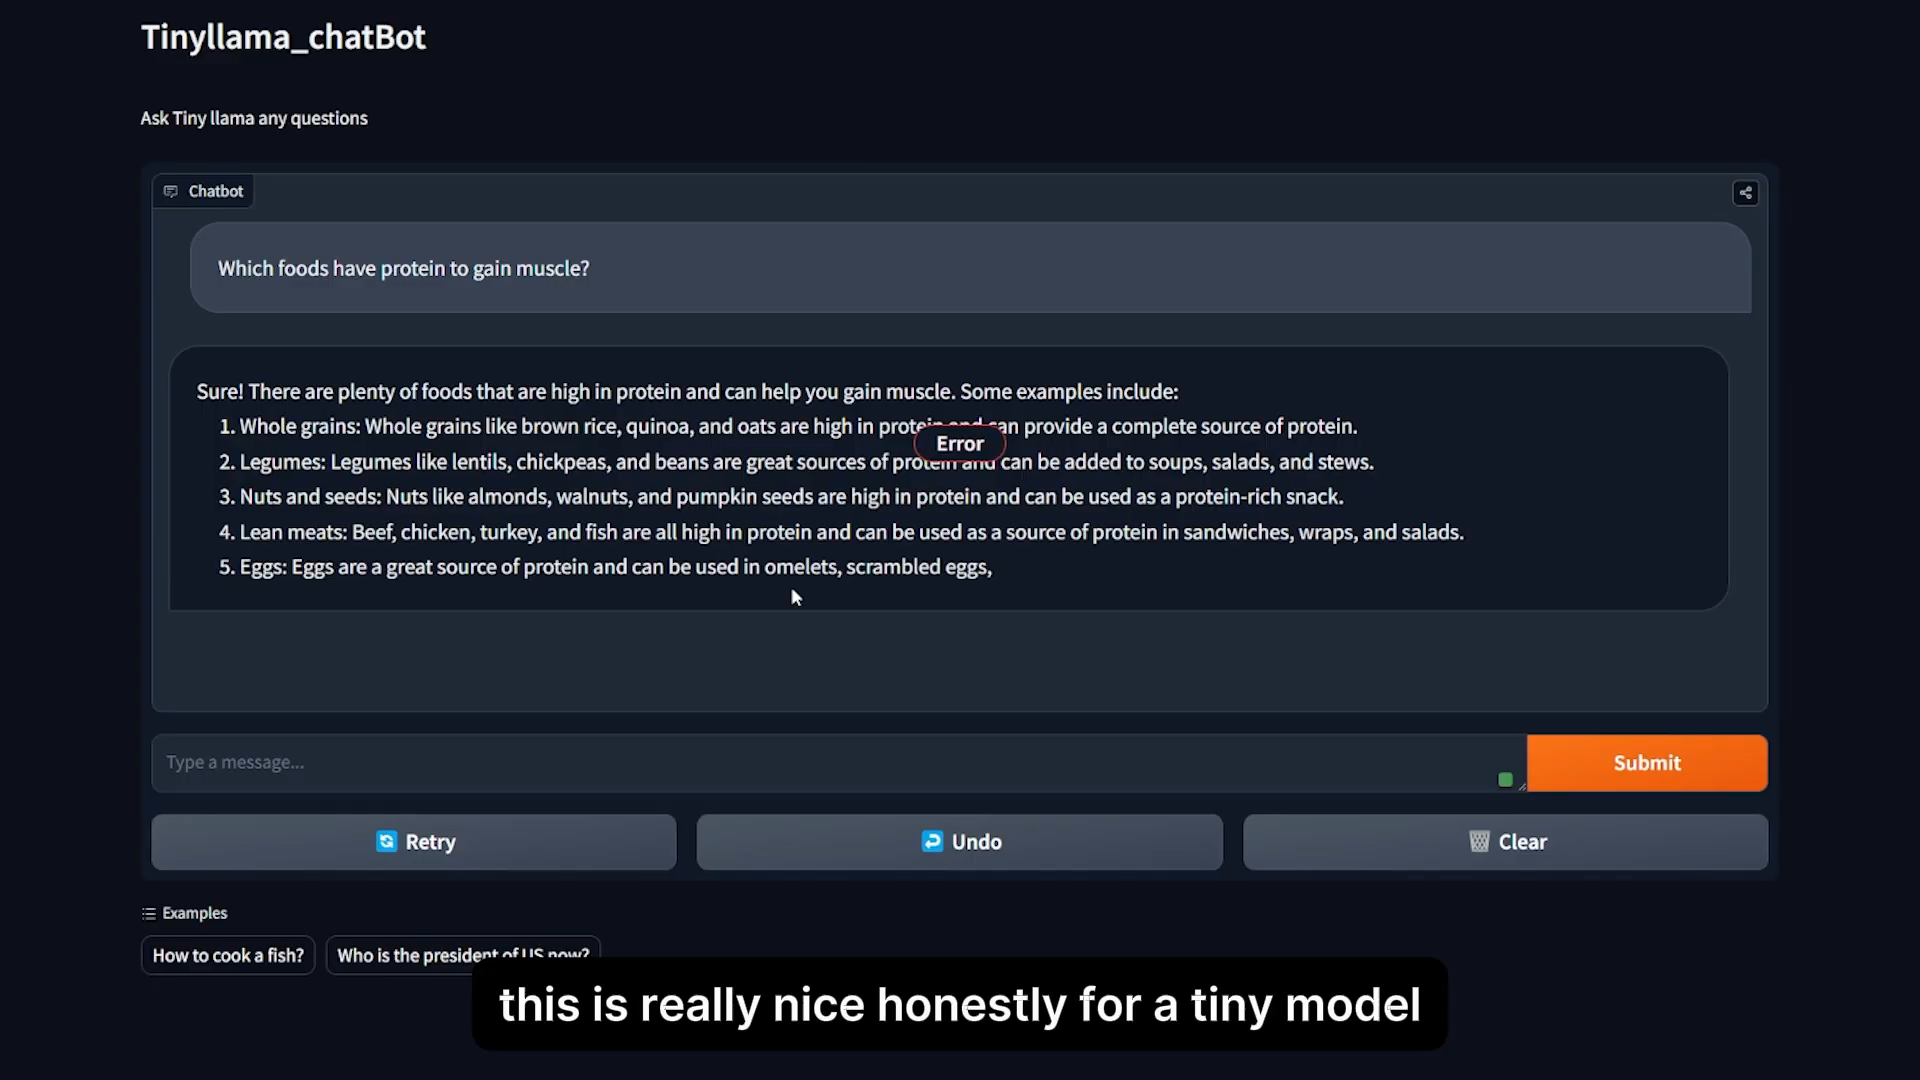 Tinyllama_chatBot
Ask Tiny llama any questions
Chatbot
Which foods have protein to gain muscle?
Sure! There are plenty of foods that are high in protein and can help you gain muscle. Some examples include:
1. Whole grains: Whole grains like brown rice, quinoa, and oats are high in protein and can provide a complete source of protein.
Error
2. Legumes: Legumes like lentils, chickpeas, and beans are great sources of protein and can be added to soups, salads, and stews.
3. Nuts and seeds: Nuts like almonds, walnuts, and pumpkin seeds are high in protein and can be used as a protein-rich snack.
4. Lean meats: Beef, chicken, turkey, and fish are all high in protein and can be used as a source of protein in sandwiches, wraps, and salads.
5. Eggs: Eggs are a great source of protein and can be used in omelets, scrambled eggs,
Type a message...
Submit
Retry
Undo
Clear
Examples
How to cook a fish?
Who is the president of US now?
this is really nice honestly for a tiny model